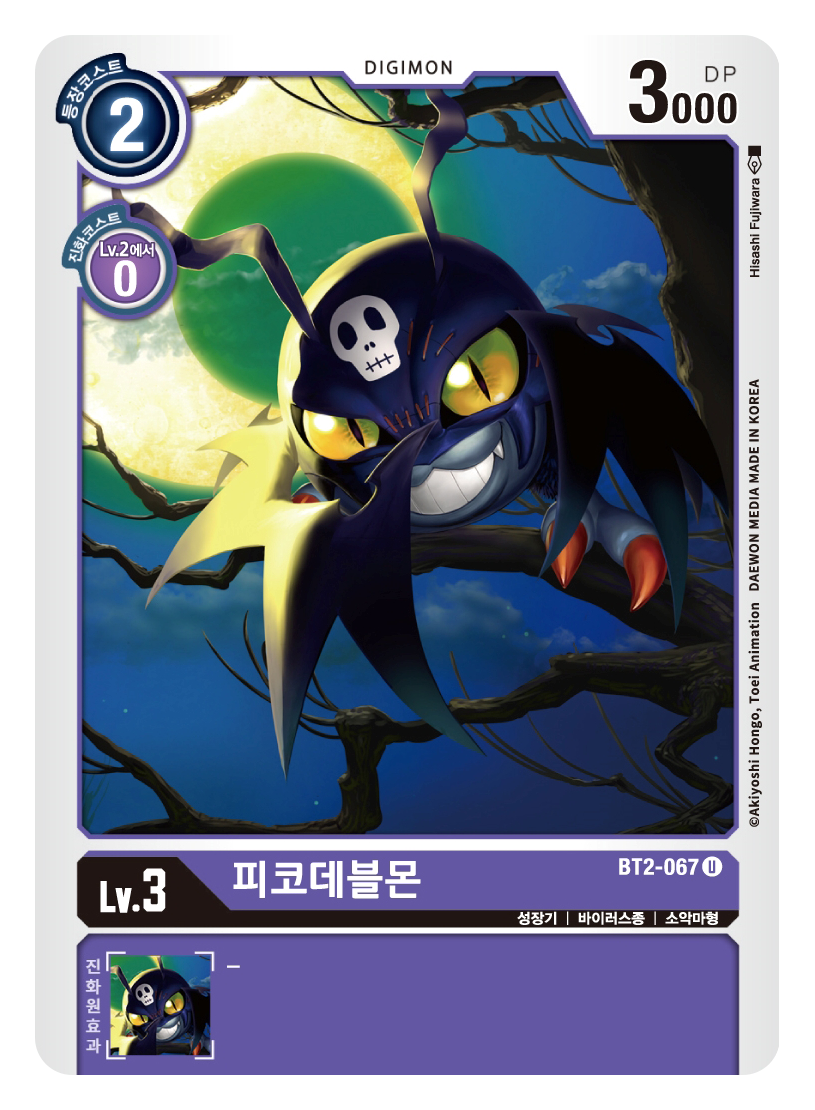 DIGIMON
등장코스트
2
DP
3000
진화코스트
Lv.2에서
0
Hisashi Fujiwara
©Akiyoshi Hongo, Toei Animation DAEWON MEDIA MADE IN KOREA
Lv.3
피코데블몬
BT2-067 U
성장기 | 바이러스종 | 소악마형
진화원효과
–